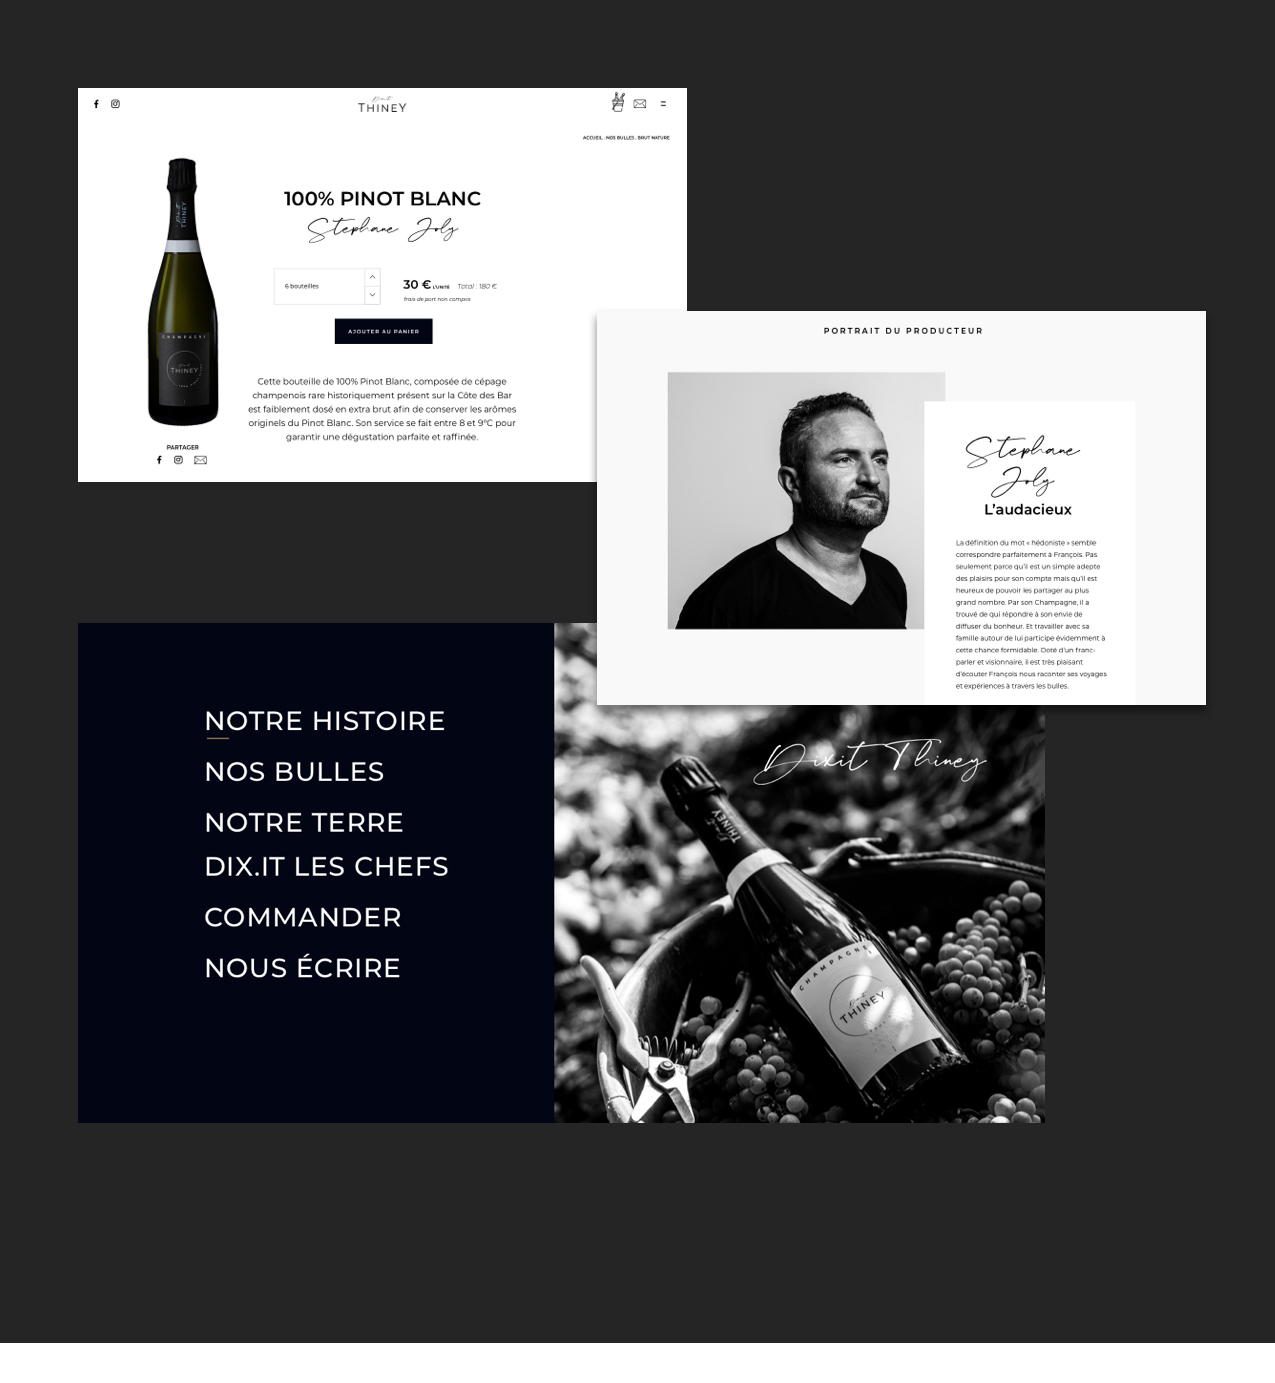 Dixit
THINEY
ACCUEIL . NOS BULLES . BRUT NATURE
100% PINOT BLANC
Stephane Joly
6 bouteilles
30 € L'UNITÉ Total : 180 €
frais de port non compris
AJOUTER AU PANIER
Cette bouteille de 100% Pinot Blanc, composée de cépage
champenois rare historiquement présent sur la Côte des Bar
est faiblement dosé en extra brut afin de conserver les arômes
originels du Pinot Blanc. Son service se fait entre 8 et 9°C pour
garantir une dégustation parfaite et raffinée.
THINEY
CHAMPAGNE
THINEY
PARTAGER
PORTRAIT DU PRODUCTEUR
Stephane
Joly
L'audacieux
La définition du mot « hédoniste » semble
correspondre parfaitement à François. Pas
seulement parce qu'il est un simple adepte
des plaisirs pour son compte mais qu'il est
heureux de pouvoir les partager au plus
grand nombre. Par son Champagne, il a
trouvé de qui répondre à son envie de
diffuser du bonheur. Et travailler avec sa
famille autour de lui participe évidemment à
cette chance formidable. Doté d'un franc-
parler et visionnaire, il est très plaisant
d'écouter François nous raconter ses voyages
et expériences à travers les bulles.
NOTRE HISTOIRE
NOS BULLES
NOTRE TERRE
DIX.IT LES CHEFS
COMMANDER
NOUS ÉCRIRE
Dixit Thiney
THINEY
CHAMPAGNE
Dixit
THINEY